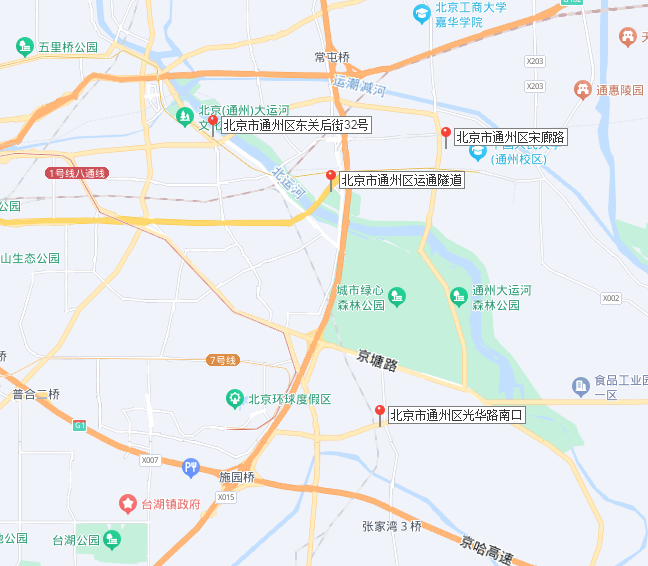 北京工商大学
嘉华学院
五里桥公园
常屯桥
X203
X203
运潮减河
通惠陵园
北京(通州)大运河
北京市通州区东关后街32号
北京市通州区宋廊路
(通州校区)
1号线八通线
北运河
北京市通州区运通隧道
公园
山生态公园
城市绿心
森林公园
通州大运河
森林公园
X002
7号线
京塘路
桥
普合二桥
食品工业园
一区
北京环球度假区
北京市通州区光华路南口
G1
X007
施园桥
X015
台湖镇政府
张家湾3桥
台湖公园
公园
京哈高速